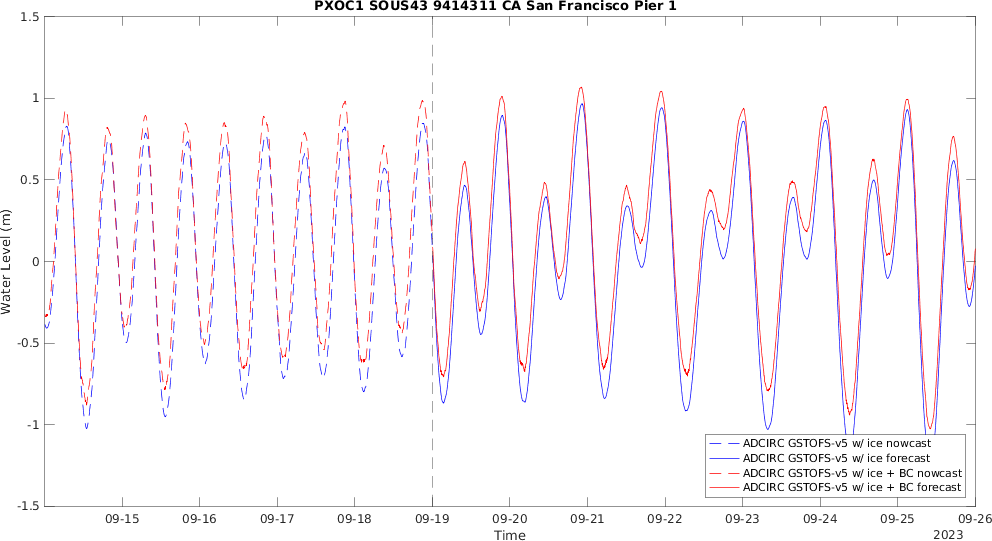 PXOC1 SOUS43 9414311 CA San Francisco Pier 1
1.5
1
0.5
0
-0.5
-1
-1.5
Water Level (m)
ADCIRC GSTOFS-v5 w/ ice nowcast
ADCIRC GSTOFS-v5 w/ ice forecast
ADCIRC GSTOFS-v5 w/ ice + BC nowcast
ADCIRC GSTOFS-v5 w/ ice + BC forecast
09-15 09-16 09-17 09-18 09-19 09-20 09-21 09-22 09-23 09-24 09-25 09-26
Time
2023